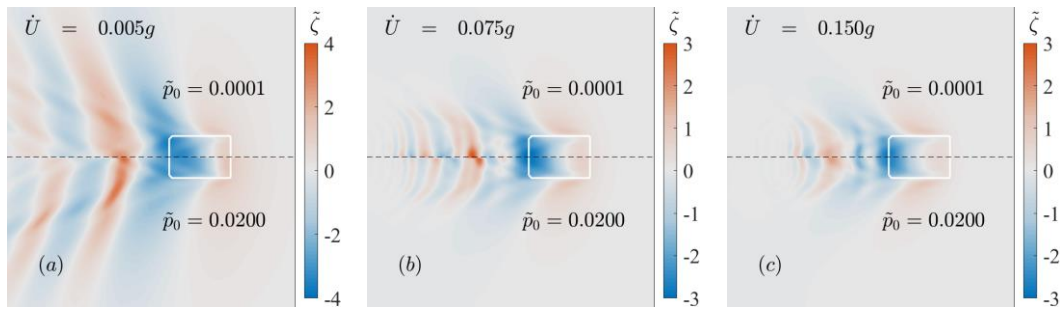 U̇ = 0.005g
p̃₀ = 0.0001
p̃₀ = 0.0200
(a)
ζ̃
4
2
0
-2
-4
U̇ = 0.075g
p̃₀ = 0.0001
p̃₀ = 0.0200
(b)
ζ̃
3
2
1
0
-1
-2
-3
U̇ = 0.150g
p̃₀ = 0.0001
p̃₀ = 0.0200
(c)
ζ̃
3
2
1
0
-1
-2
-3